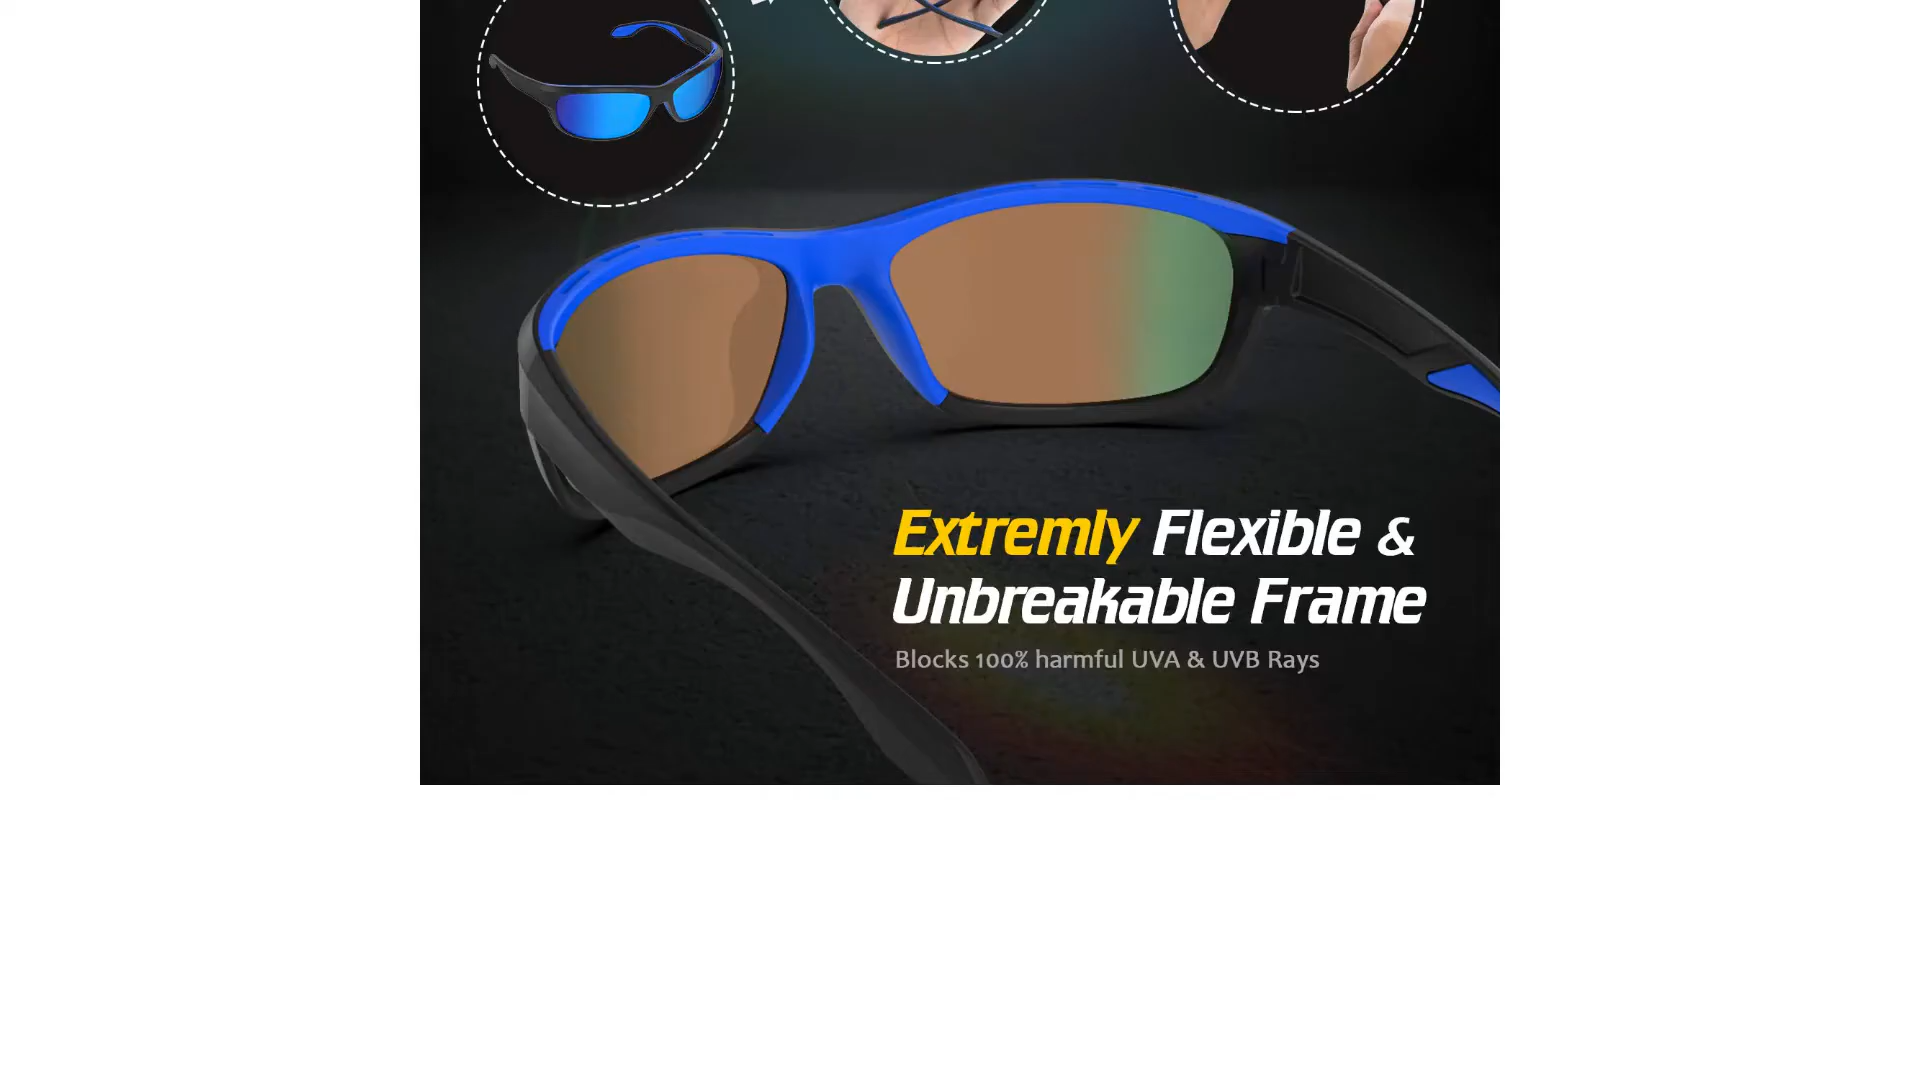 Extremly Flexible &
Unbreakable Frame
Blocks 100% harmful UVA & UVB Rays